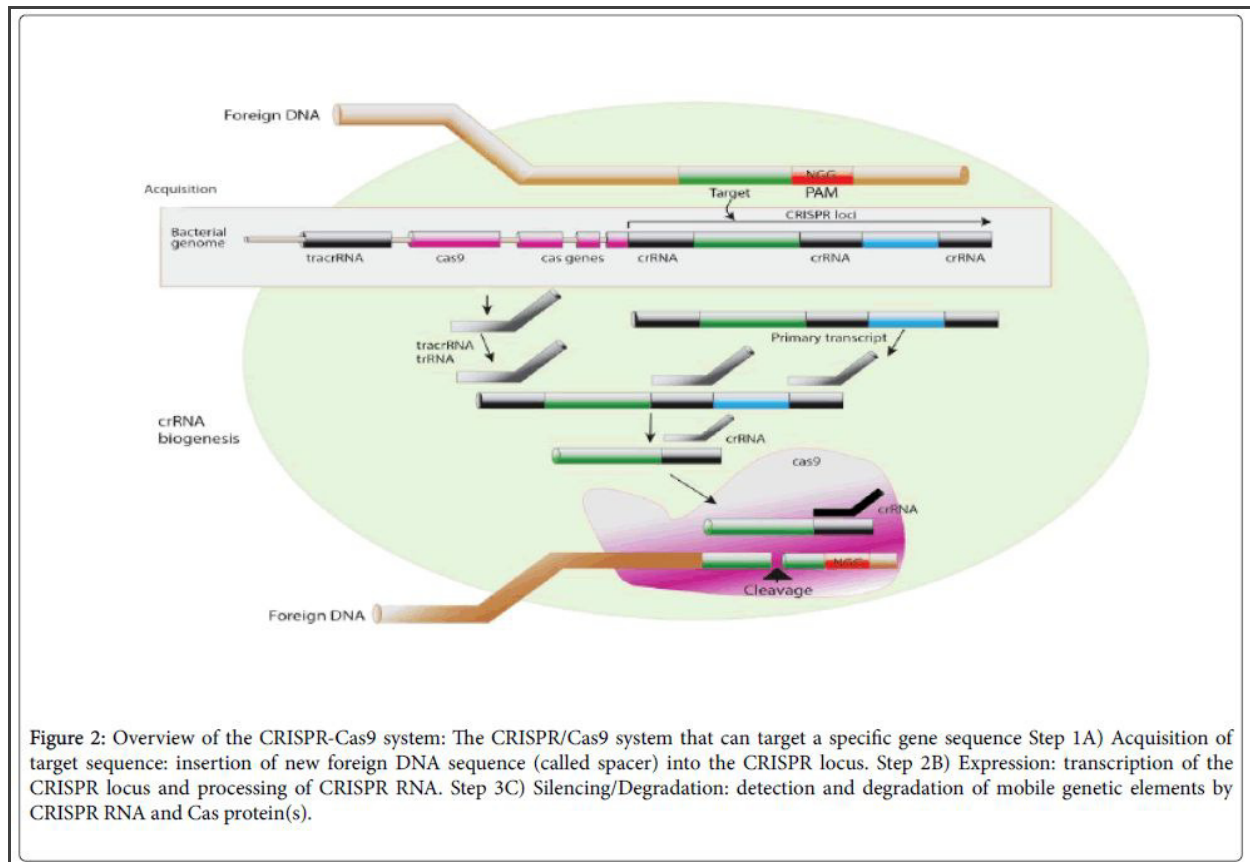 Foreign DNA
NGG
Acquisition
Target
PAM
CRISPR loci
Bacterial
genome
tracrRNA
cas9
cas genes
crRNA
crRNA
crRNA
tracrRNA
trRNA
Primary transcript
crRNA
biogenesis
crRNA
cas9
crRNA
NGG
Cleavage
Foreign DNA
Figure 2: Overview of the CRISPR-Cas9 system: The CRISPR/Cas9 system that can target a specific gene sequence Step 1A) Acquisition of
target sequence: insertion of new foreign DNA sequence (called spacer) into the CRISPR locus. Step 2B) Expression: transcription of the
CRISPR locus and processing of CRISPR RNA. Step 3C) Silencing/Degradation: detection and degradation of mobile genetic elements by
CRISPR RNA and Cas protein(s).